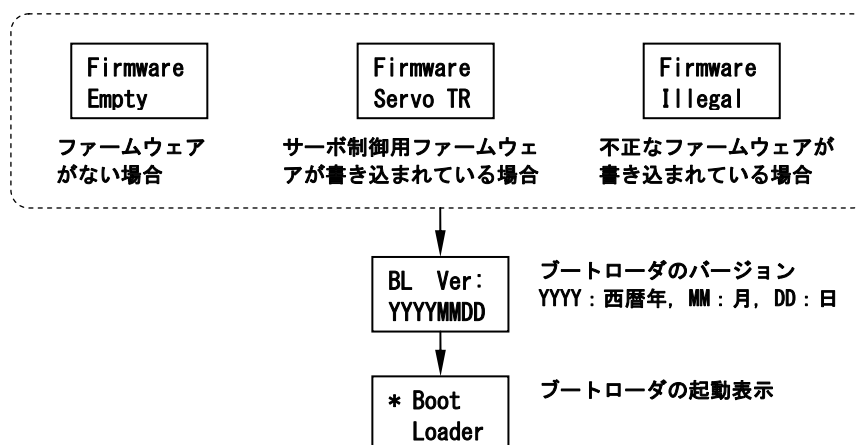 Firmware
Empty
ファームウェア
がない場合
Firmware
Servo TR
サーボ制御用ファームウェ
アが書き込まれている場合
Firmware
Illegal
不正なファームウェアが
書き込まれている場合
BL Ver:
YYYYMMDD
ブートローダのバージョン
YYYY：西暦年, MM：月, DD：日
* Boot
Loader
ブートローダの起動表示